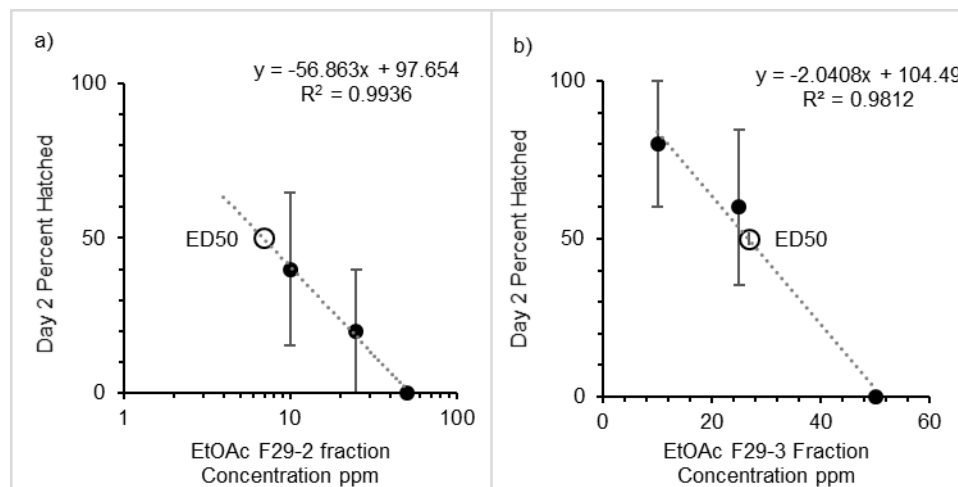 a)
y = -56.863x + 97.654
R² = 0.9936
100
50
0
Day 2 Percent Hatched
ED50
1 10 100
EtOAc F29-2 fraction
Concentration ppm
b)
y = -2.0408x + 104.49
R² = 0.9812
100
50
0
Day 2 Percent Hatched
ED50
0 20 40 60
EtOAc F29-3 Fraction
Concentration ppm